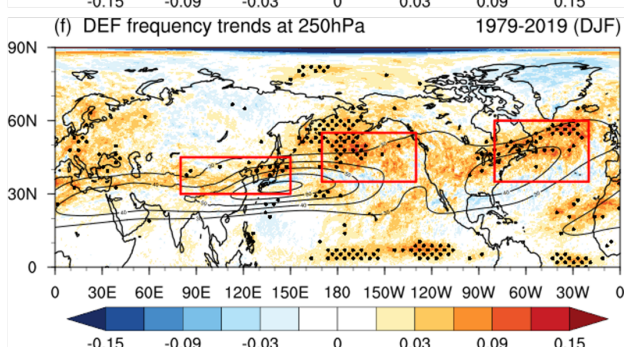 -0.15 -0.09 -0.03 0 0.03 0.09 0.15
(f) DEF frequency trends at 250hPa 1979-2019 (DJF)
90N
60N
30N
0
0 30E 60E 90E 120E 150E 180 150W 120W 90W 60W 30W 0
-0.15 -0.09 -0.03 0 0.03 0.09 0.15